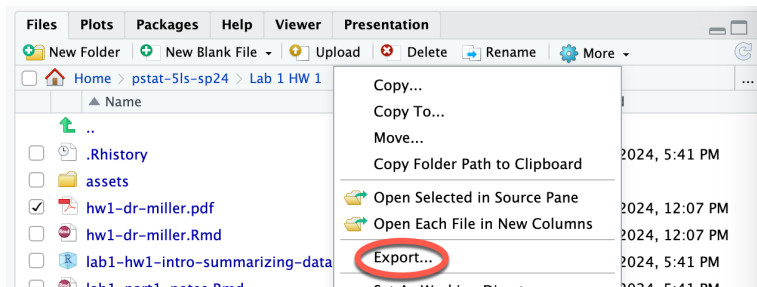 Files Plots Packages Help Viewer Presentation
New Folder New Blank File Upload Delete Rename More
Home > pstat-5ls-sp24 > Lab 1 HW 1 ...
Name
..
.Rhistory 2024, 5:41 PM
assets
hw1-dr-miller.pdf 2024, 12:07 PM
hw1-dr-miller.Rmd 2024, 12:07 PM
lab1-hw1-intro-summarizing-data 2024, 5:41 PM
Copy...
Copy To...
Move...
Copy Folder Path to Clipboard
Open Selected in Source Pane
Open Each File in New Columns
Export...